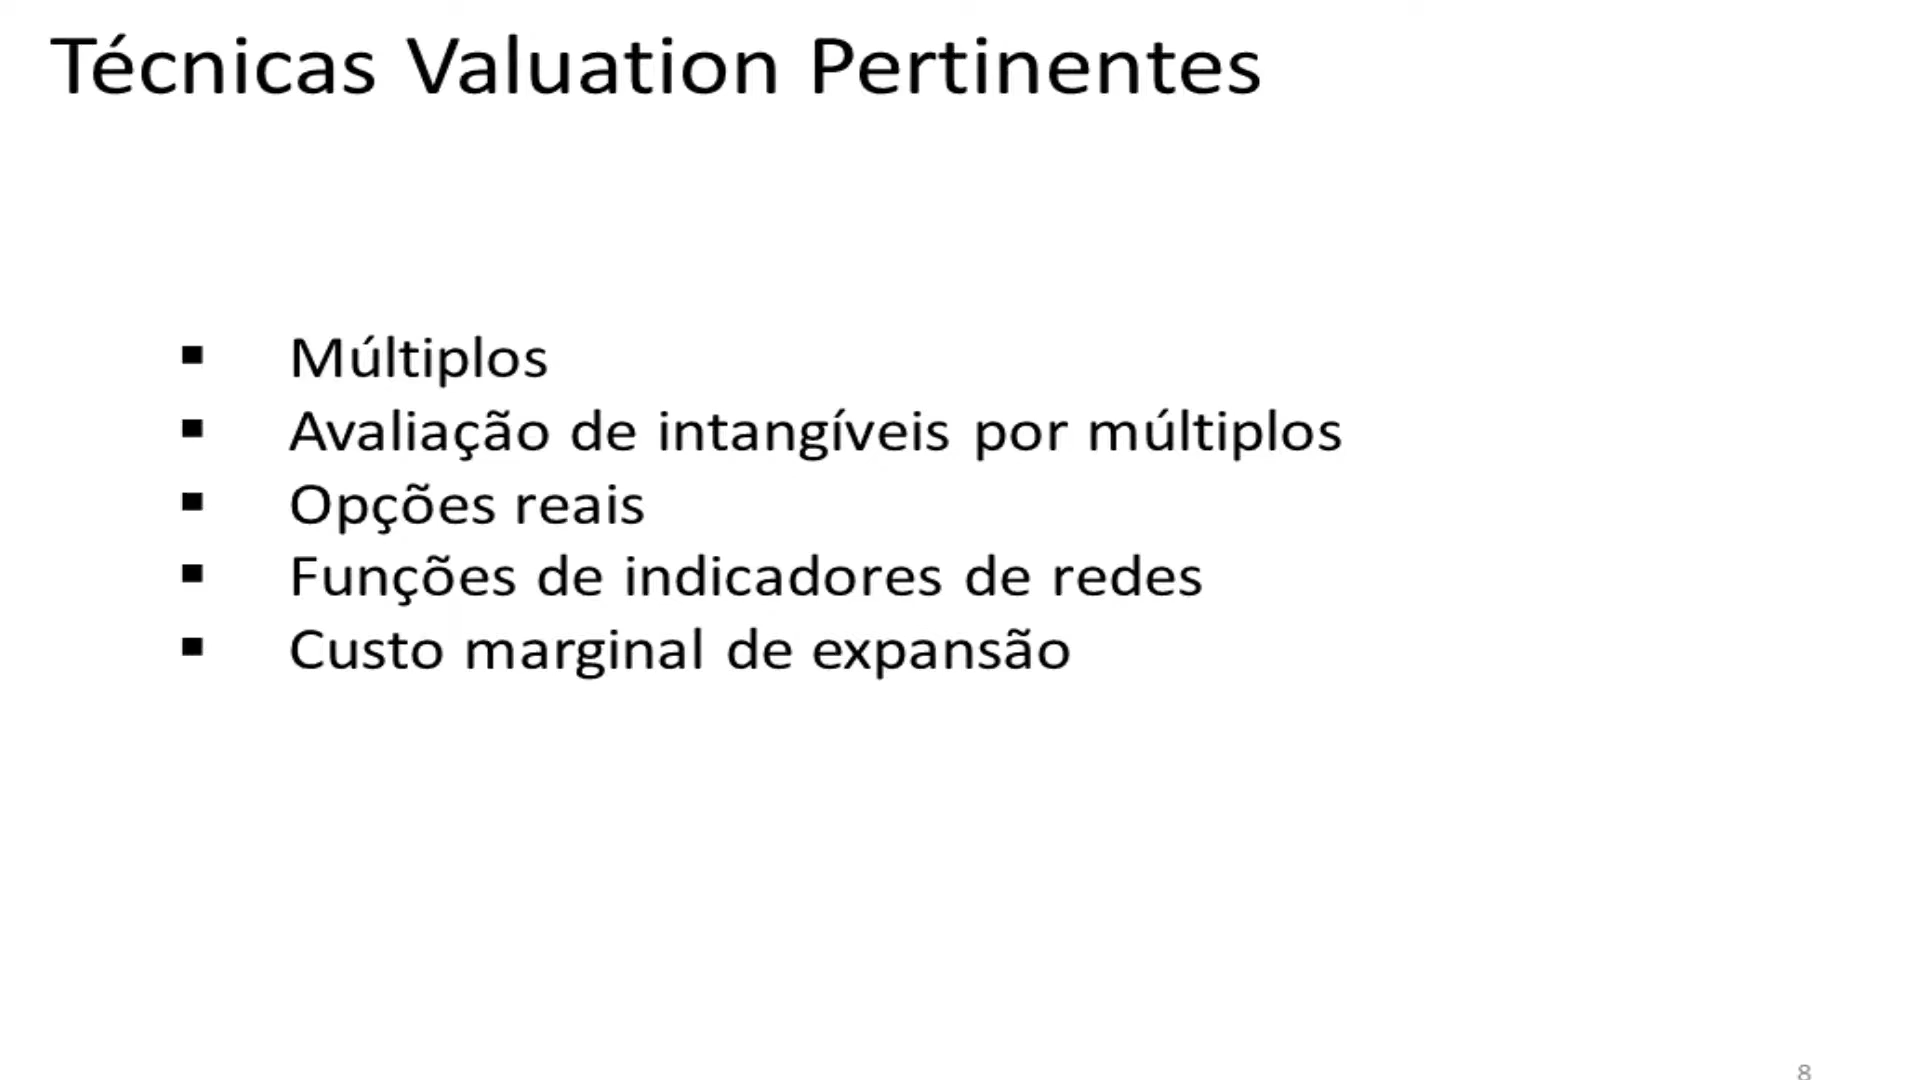 Técnicas Valuation Pertinentes
▪ Múltiplos
▪ Avaliação de intangíveis por múltiplos
▪ Opções reais
▪ Funções de indicadores de redes
▪ Custo marginal de expansão
8